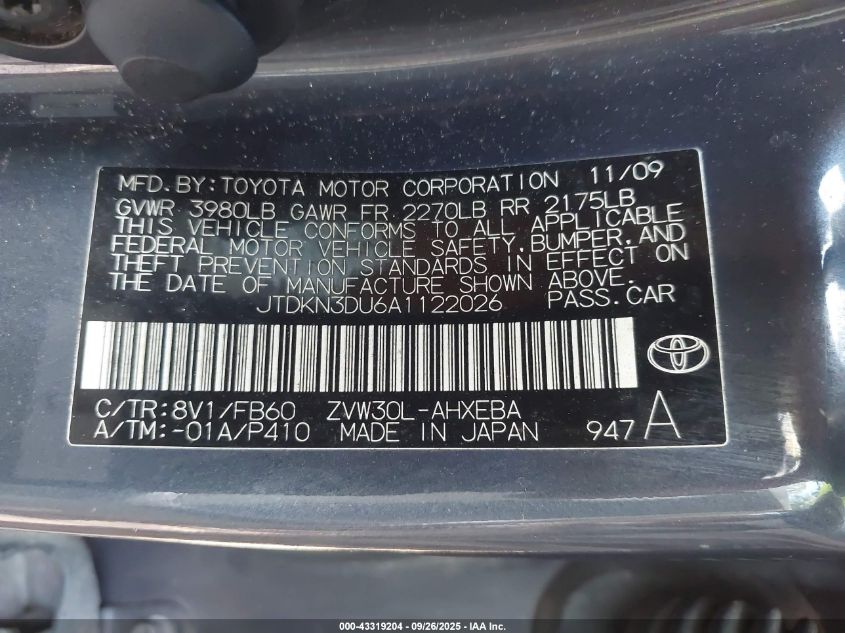 MFD.BY:TOYOTA MOTOR CORPORATION 11/09
GVWR 3980LB GAWR FR 2270LB RR 2175LB
THIS VEHICLE CONFORMS TO ALL APPLICABLE
FEDERAL MOTOR VEHICLE SAFETY,BUMPER,AND
THEFT PREVENTION STANDARDS IN EFFECT ON
THE DATE OF MANUFACTURE SHOWN ABOVE.
JTDKN3DU6A1122026 PASS.CAR
C/TR:8V1/FB60 ZVW30L-AHXEBA
A/TM:-01A/P410 MADE IN JAPAN 947 A
000-43319204 - 09/26/2025 - IAA Inc.